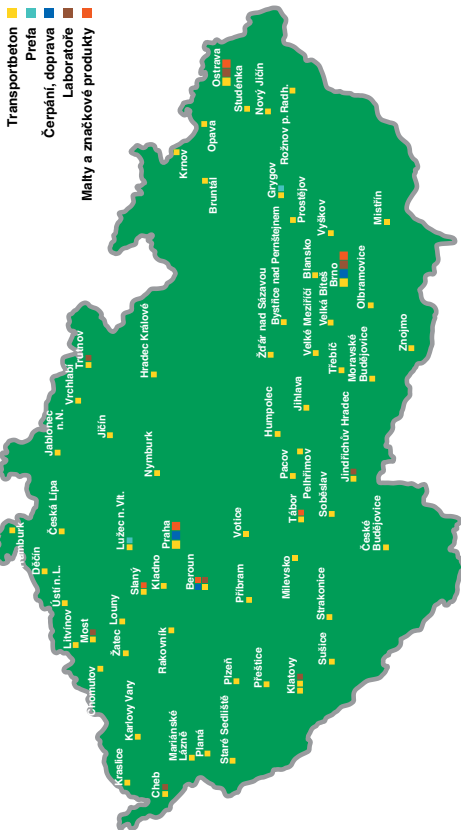 Transportbeton
Prefa
Čerpání, doprava
Laboratoře
Malty a značkové produkty
Děčín
Ústí n. L.
Česká Lípa
Jablonec
n. N.
Litvínov
Vrchlabí
Most
Trutnov
Chomutov
Jičín
Louny
Žatec
Kraslice
Lužec n. Vlt.
Karlovy Vary
Slaný
Hradec Králové
Nymburk
Kladno
Cheb
Rakovník
Praha
Krnov
Mariánské
Lázně
Beroun
Planá
Opava
Bruntál
Ostrava
Staré Sedliště
Plzeň
Příbram
Votice
Studénka
Přeštice
Nový Jičín
Žďár nad Sázavou
Humpolec
Grygov
Bystřice nad Pernštejnem
Rožnov p. Radh.
Milevsko
Pacov
Prostějov
Klatovy
Tábor
Pelhřimov
Jihlava
Velké Meziříčí
Blansko
Sušice
Strakonice
Soběslav
Velká Bíteš
Vyškov
Třebíč
Brno
Jindřichův Hradec
Moravské
Budějovice
Olbramovice
Mistřín
České
Budějovice
Znojmo